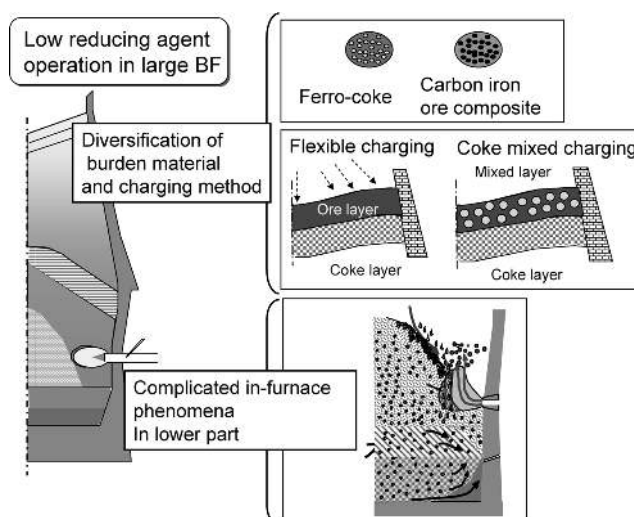 Low reducing agent
operation in large BF
Diversification of
burden material
and charging method
Ferro-coke
Carbon iron
ore composite
Flexible charging
Ore layer
Coke layer
Coke mixed charging
Mixed layer
Coke layer
Complicated in-furnace
phenomena
In lower part